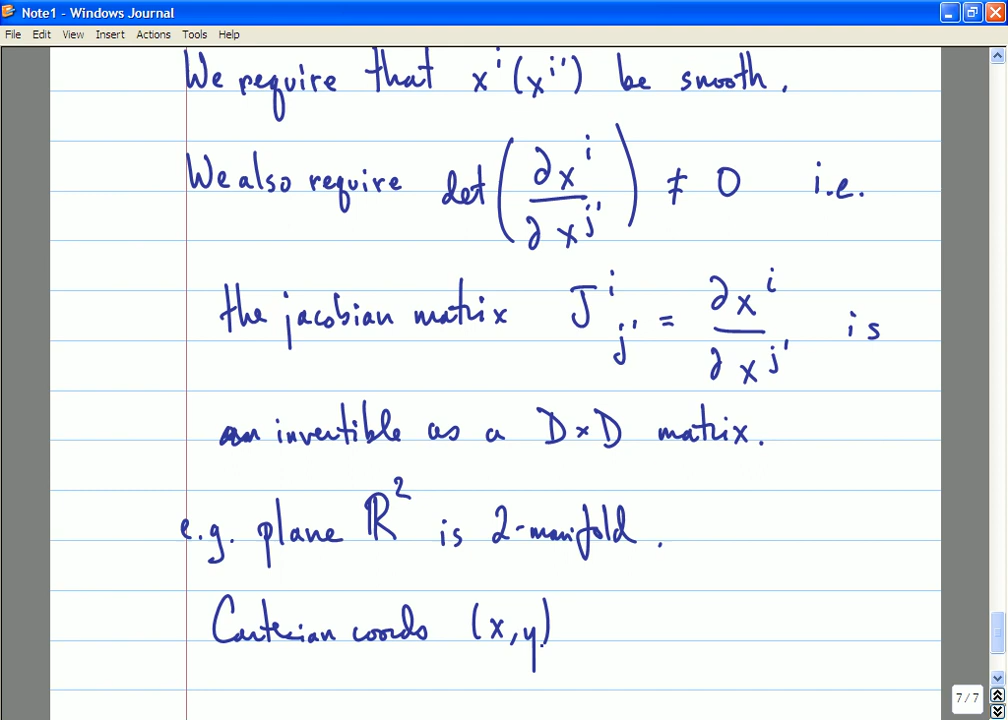 Note1 - Windows Journal
File Edit View Insert Actions Tools Help
We require that x^i (x^{i'}) be smooth.
We also require det(∂x^i / ∂x^{j'}) ≠ 0 i.e.
the jacobian matrix J^i_{j'} = ∂x^i / ∂x^{j'} is
an invertible as a D×D matrix.
e.g. plane ℝ^2 is 2-manifold.
Cartesian coords (x,y)
7/7